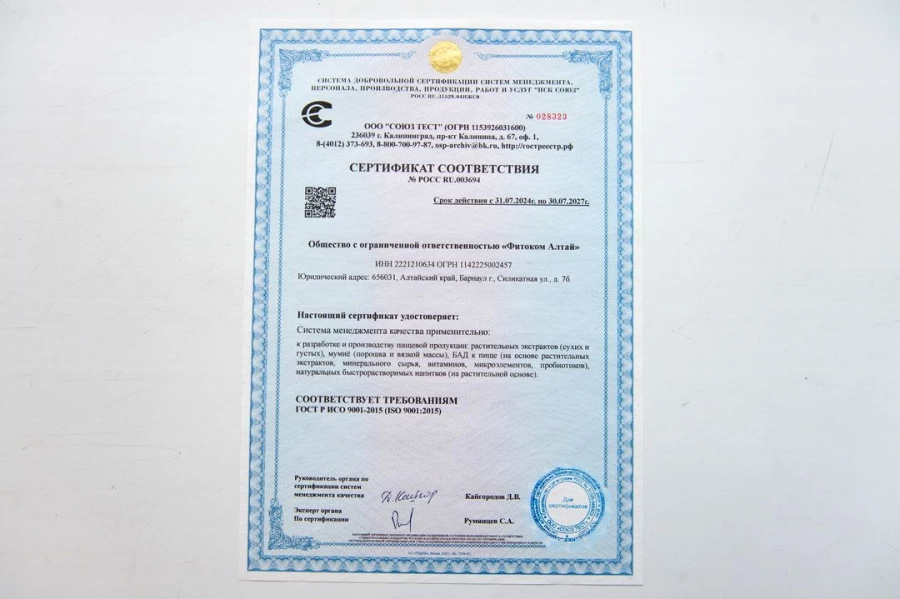 СИСТЕМА ДОБРОВОЛЬНОЙ СЕРТИФИКАЦИИ СИСТЕМ МЕНЕДЖМЕНТА,
ПЕРСОНАЛА, ПРОИЗВОДСТВА, ПРОДУКЦИИ, РАБОТ И УСЛУГ "НСК СОЮЗ"
№ 028323
ООО "СОЮЗ ТЕСТ" (ОГРН 1153926031600)
236039 г. Калининград, пр-кт Калинина, д. 67, оф. 1,
8-(4012) 373-693, 8-800-700-97-87, osp-archiv@bk.ru, http://гостреестр.рф
СЕРТИФИКАТ СООТВЕТСТВИЯ
№ РОСС RU.003694
Срок действия с 31.07.2024г. по 30.07.2027г.
Общество с ограниченной ответственностью «Фитоком Алтай»
ИНН 2221210634 ОГРН 1142225002457
Юридический адрес: 656031, Алтайский край, Барнаул г., Силикатная ул., д. 7б.
Настоящий сертификат удостоверяет:
Система менеджмента качества применительно:
к разработке и производству пищевой продукции: растительных экстрактов (сухих и
густых), мумиё (порошка и вязкой массы), БАД к пище (на основе растительных
экстрактов, минерального сырья, витаминов, микроэлементов, пробиотиков),
натуральных быстрорастворимых напитков (на растительной основе).
СООТВЕТСТВУЕТ ТРЕБОВАНИЯМ
ГОСТ Р ИСО 9001-2015 (ISO 9001:2015)
Руководитель органа по
сертификации систем
менеджмента качества
Кайгородов Д.В.
Эксперт органа
По сертификации
Румянцев С.А.
Для
сертификатов